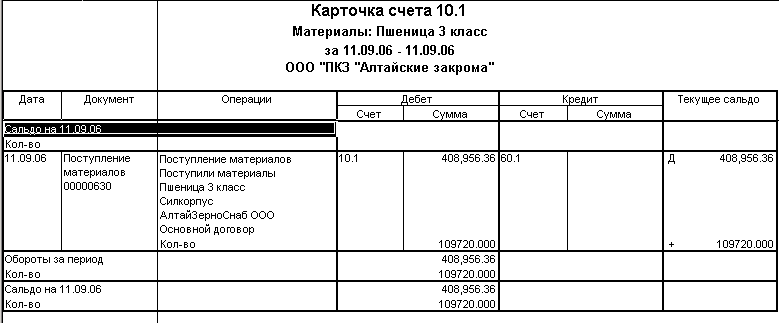 Карточка счета 10.1
Материалы: Пшеница 3 класс
за 11.09.06 - 11.09.06
ООО "ПКЗ "Алтайские закрома"
Дата Документ Операции Дебет Кредит Текущее сальдо
Счет Сумма Счет Сумма
Сальдо на 11.09.06
Кол-во
11.09.06 Поступление Поступление материалов 10.1 408,956.36 60.1 Д 408,956.36
материалов Поступили материалы
00000630 Пшеница 3 класс
Силкорпус
АлтайЗерноСнаб ООО
Основной договор
Кол-во 109720.000 + 109720.000
Обороты за период 408,956.36
Кол-во 109720.000
Сальдо на 11.09.06 408,956.36
Кол-во 109720.000